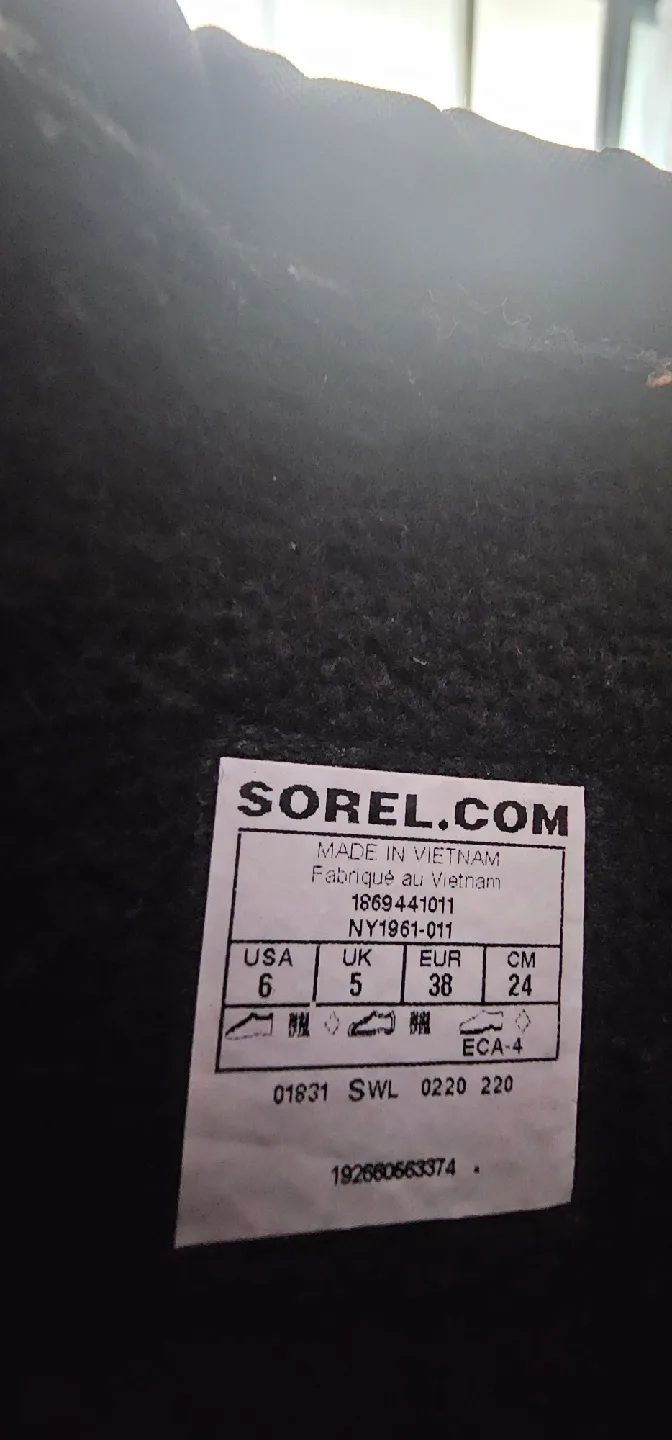 SOREL.COM
MADE IN VIETNAM
Fabriqué au Vietnam
1869441011
NY1961-011
USA UK EUR CM
6 5 38 24
ECA-4
01831 SWL 0220 220
192660563374